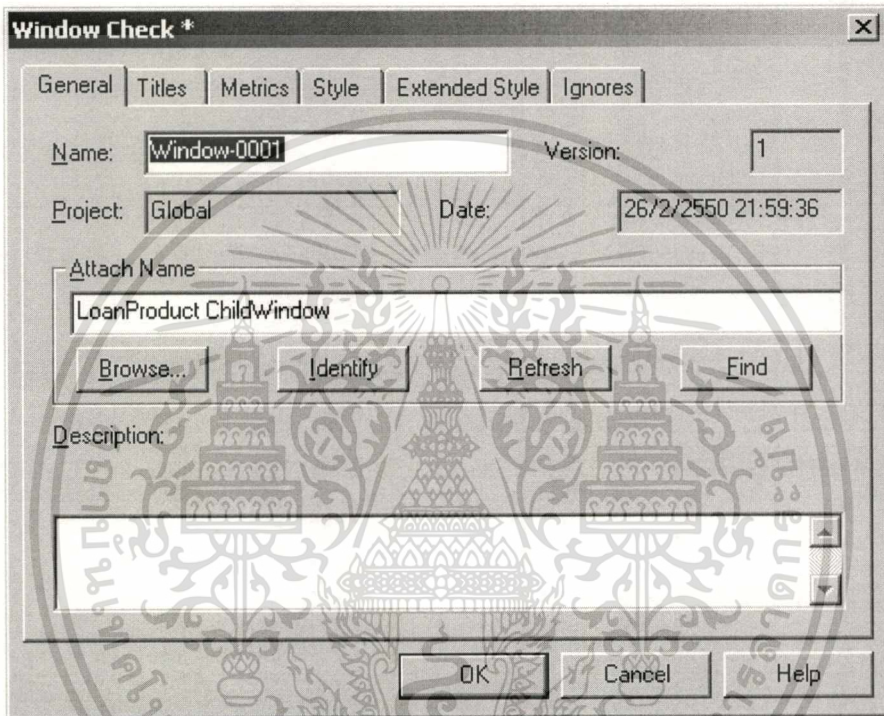 Window Check *
General Titles Metrics Style Extended Style Ignores
Name: Window-0001 Version: 1
Project: Global Date: 26/2/2550 21:59:36
Attach Name
LoanProduct ChildWindow
Browse... Identify Refresh Find
Description:
OK Cancel Help